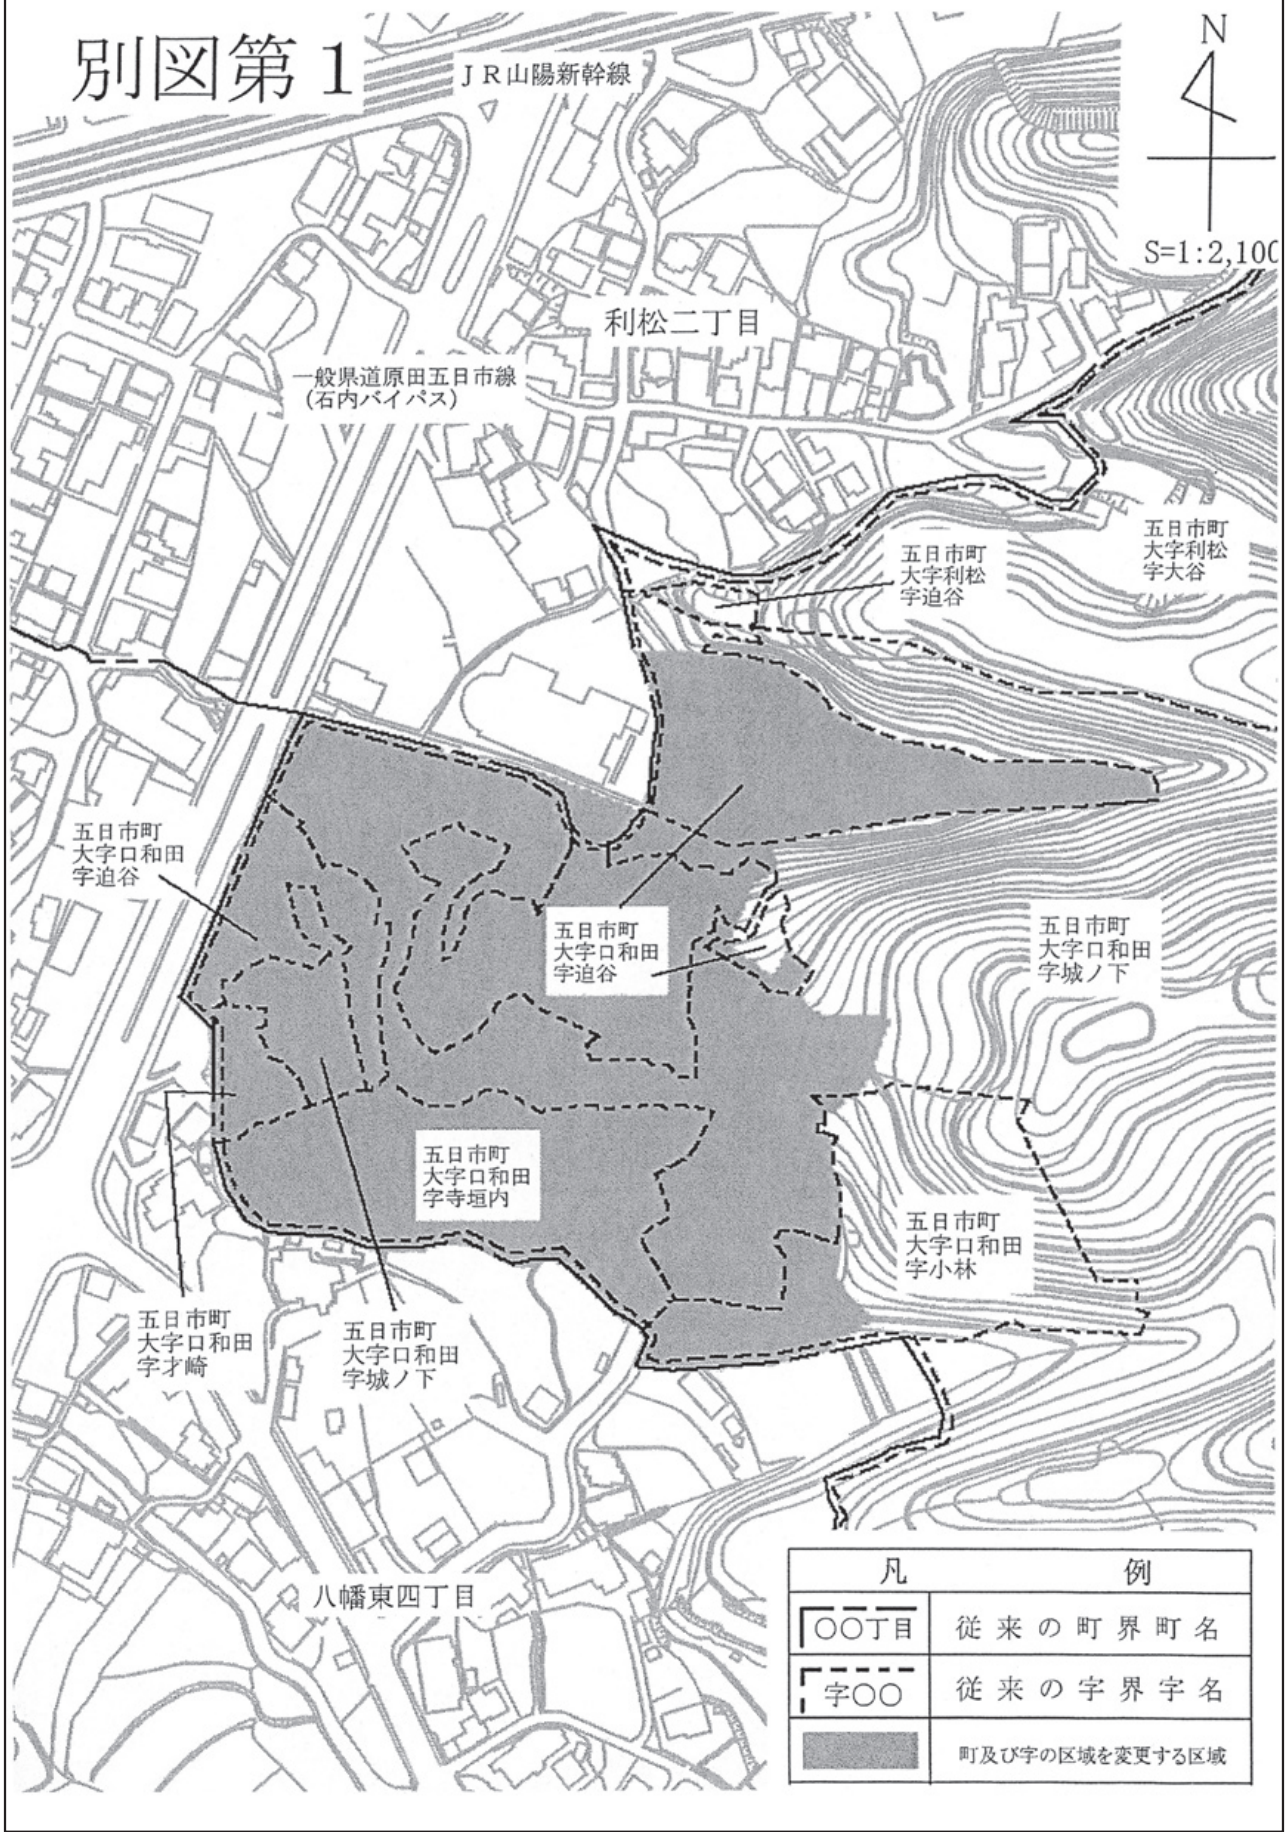 別図第1
JR山陽新幹線
N
S=1:2,100
利松二丁目
一般県道原田五日市線
(石内バイパス)
五日市町
大字利松
字大谷
五日市町
大字利松
字迫谷
五日市町
大字口和田
字迫谷
五日市町
大字口和田
字迫谷
五日市町
大字口和田
字城ノ下
五日市町
大字口和田
字寺垣内
五日市町
大字口和田
字小林
五日市町
大字口和田
字才崎
五日市町
大字口和田
字城ノ下
八幡東四丁目
凡例
〇〇丁目 従来の町界町名
字〇〇 従来の字界字名
町及び字の区域を変更する区域